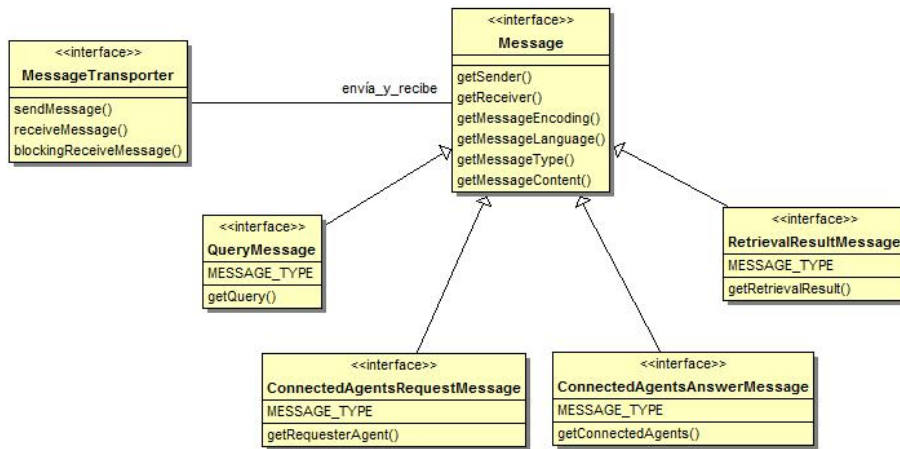 <<interface>>
MessageTransporter
sendMessage()
receiveMessage()
blockingReceiveMessage()
envía_y_recibe
<<interface>>
Message
getSender()
getReceiver()
getMessageEncoding()
getMessageLanguage()
getMessageType()
getMessageContent()
<<interface>>
QueryMessage
MESSAGE_TYPE
getQuery()
<<interface>>
RetrievalResultMessage
MESSAGE_TYPE
getRetrievalResult()
<<interface>>
ConnectedAgentsRequestMessage
MESSAGE_TYPE
getRequesterAgent()
<<interface>>
ConnectedAgentsAnswerMessage
MESSAGE_TYPE
getConnectedAgents()